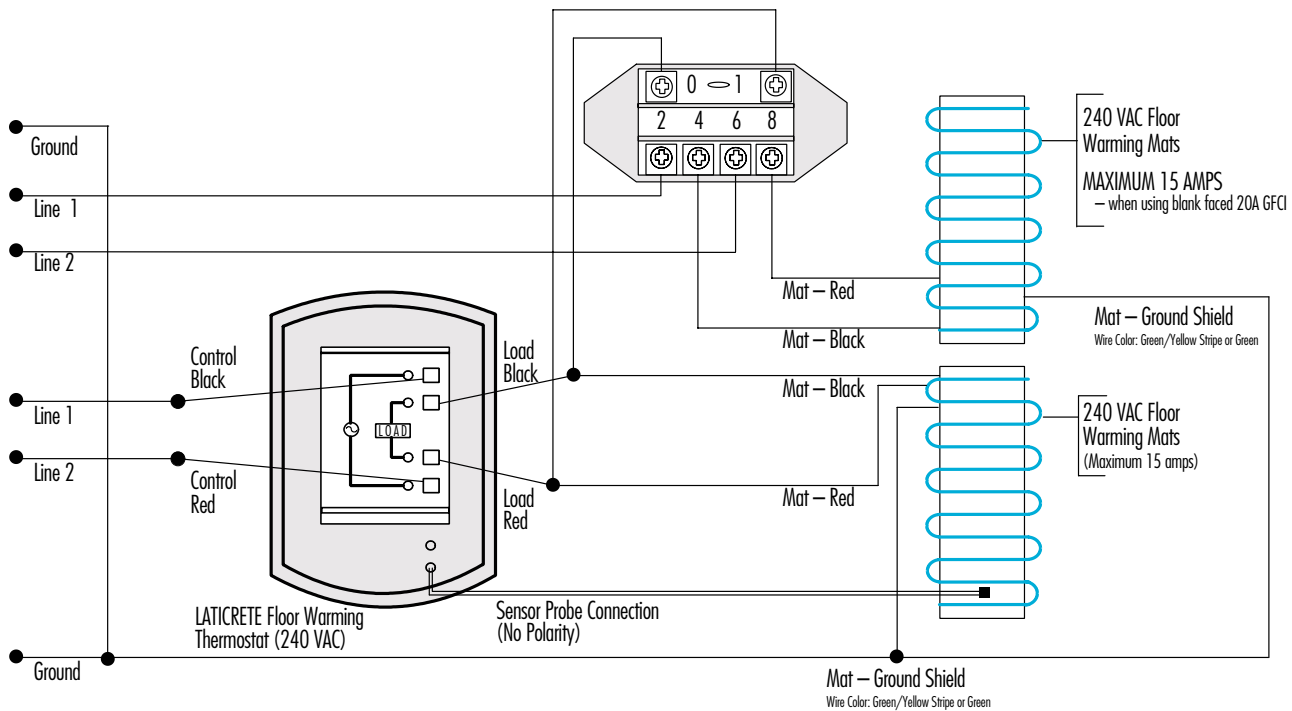 0 1
2 4 6 8
Ground
Line 1
Line 2
240 VAC Floor
Warming Mats
MAXIMUM 15 AMPS
– when using blank faced 20A GFCI
Mat – Red
Mat – Black
Mat – Ground Shield
Wire Color: Green/Yellow Stripe or Green
Control
Black
Load
Black
Mat – Black
Line 1
Line 2
LOAD
Control
Red
Load
Red
Mat – Red
240 VAC Floor
Warming Mats
(Maximum 15 amps)
LATICRETE Floor Warming
Thermostat (240 VAC)
Sensor Probe Connection
(No Polarity)
Ground
Mat – Ground Shield
Wire Color: Green/Yellow Stripe or Green